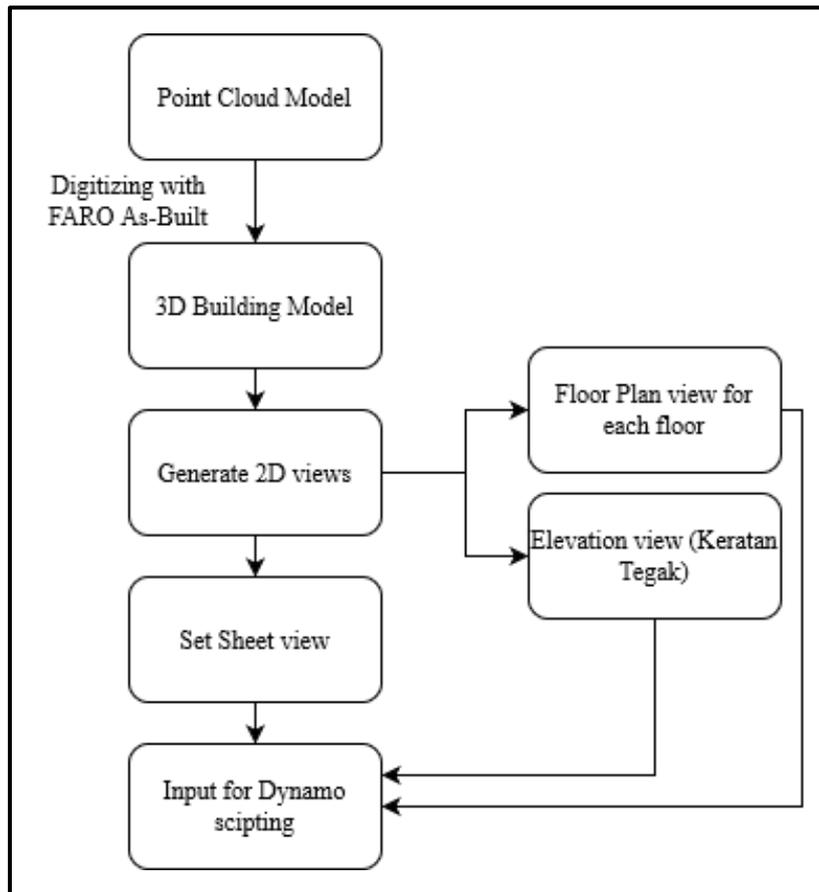 Point Cloud Model
Digitizing with
FARO As-Built
3D Building Model
Generate 2D views
Floor Plan view for
each floor
Elevation view (Keratan
Tegak)
Set Sheet view
Input for Dynamo
scipting